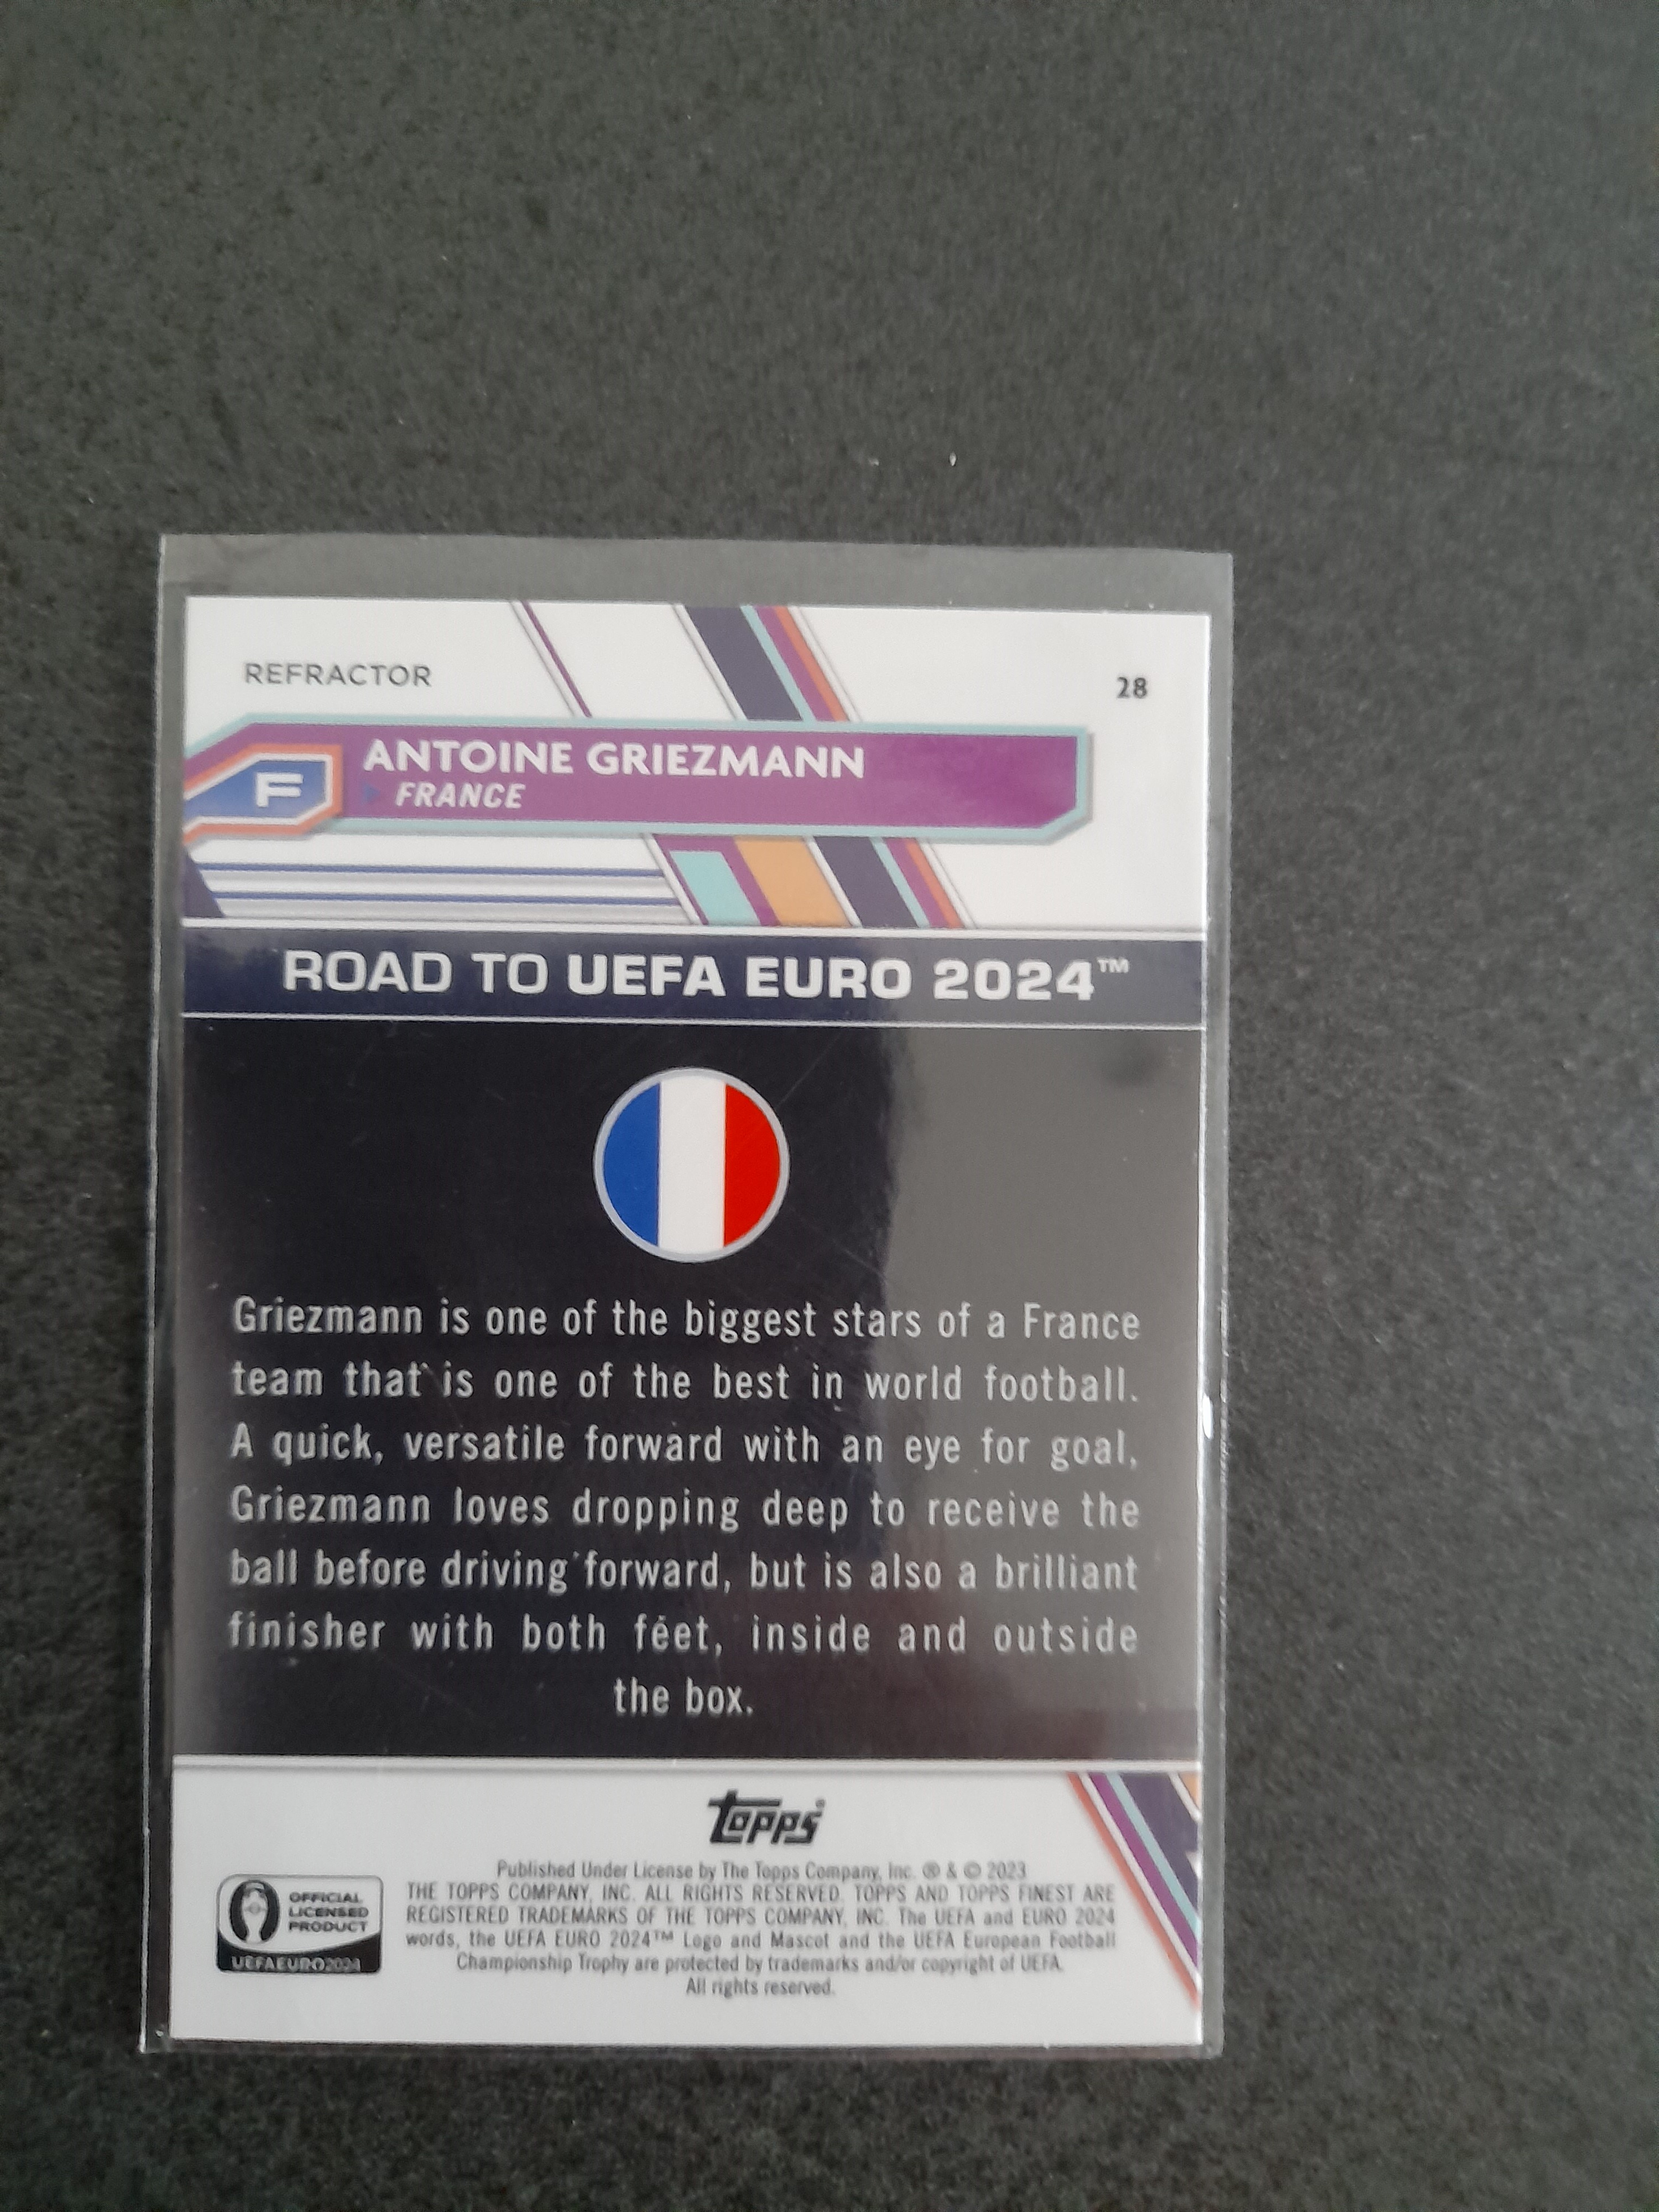 REFRACTOR
28
F
ANTOINE GRIEZMANN
FRANCE
ROAD TO UEFA EURO 2024™
Griezmann is one of the biggest stars of a France
team that is one of the best in world football.
A quick, versatile forward with an eye for goal,
Griezmann loves dropping deep to receive the
ball before driving forward, but is also a brilliant
finisher with both feet, inside and outside
the box.
topps®
Published Under License by The Topps Company, Inc. ® & © 2023
THE TOPPS COMPANY, INC. ALL RIGHTS RESERVED. TOPPS AND TOPPS FINEST ARE
REGISTERED TRADEMARKS OF THE TOPPS COMPANY, INC. The UEFA and EURO 2024
words, the UEFA EURO 2024™ Logo and Mascot and the UEFA European Football
Championship Trophy are protected by trademarks and/or copyright of UEFA.
All rights reserved.
OFFICIAL
LICENSED
PRODUCT
UEFAEURO2024